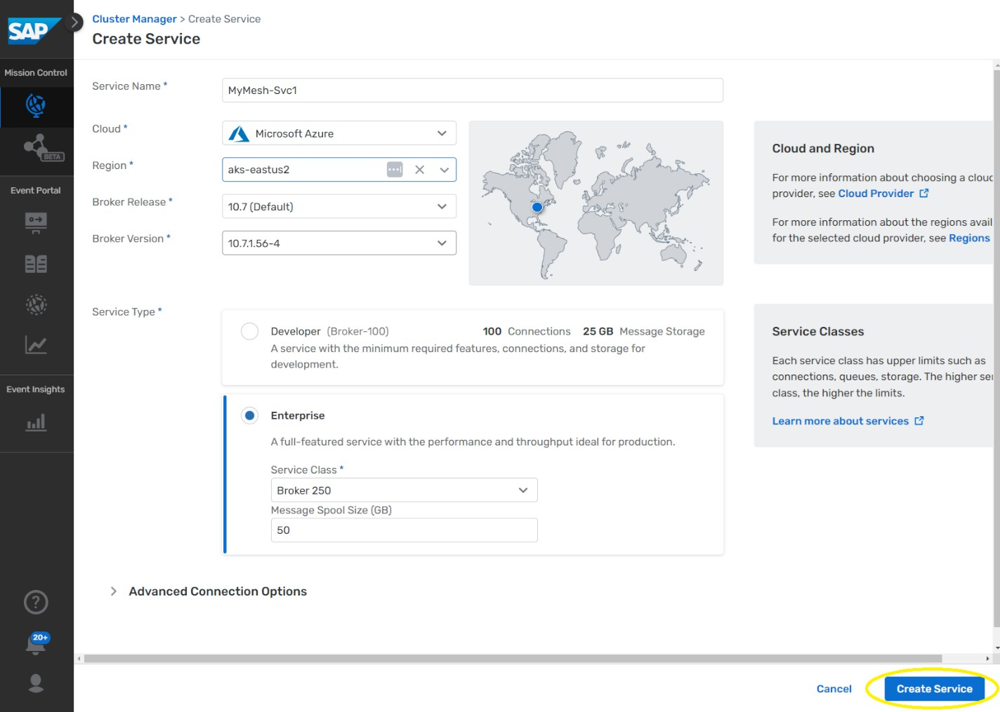 SAP
Cluster Manager > Create Service
Create Service
Mission Control
BETA
Event Portal
Event Insights
20+
Service Name *
MyMesh-Svc1
Cloud *
Microsoft Azure
Region *
aks-eastus2
Broker Release *
10.7 (Default)
Broker Version *
10.7.1.56-4
Cloud and Region
For more information about choosing a cloud
provider, see Cloud Provider
For more information about the regions avail
for the selected cloud provider, see Regions
Service Type *
Developer (Broker-100) 100 Connections 25 GB Message Storage
A service with the minimum required features, connections, and storage for
development.
Enterprise
A full-featured service with the performance and throughput ideal for production.
Service Class *
Broker 250
Message Spool Size (GB)
50
Service Classes
Each service class has upper limits such as
connections, queues, storage. The higher ser
class, the higher the limits.
Learn more about services
Advanced Connection Options
Cancel
Create Service